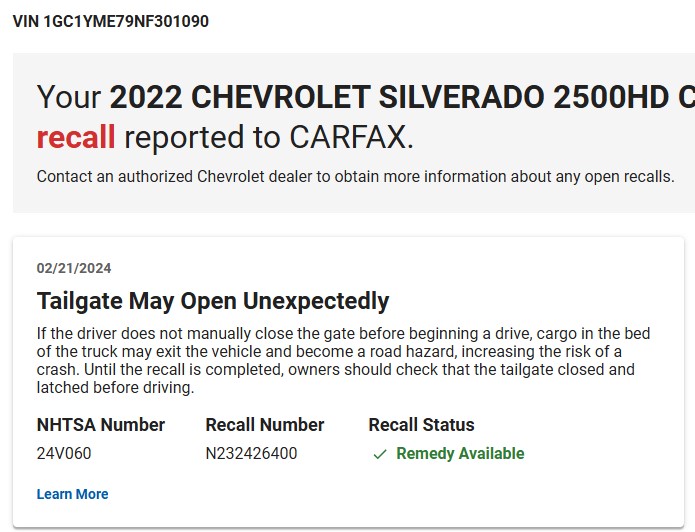 VIN 1GC1YME79NF301090
Your 2022 CHEVROLET SILVERADO 2500HD C
recall reported to CARFAX.
Contact an authorized Chevrolet dealer to obtain more information about any open recalls.
02/21/2024
Tailgate May Open Unexpectedly
If the driver does not manually close the gate before beginning a drive, cargo in the bed
of the truck may exit the vehicle and become a road hazard, increasing the risk of a
crash. Until the recall is completed, owners should check that the tailgate closed and
latched before driving.
NHTSA Number Recall Number Recall Status
24V060 N232426400 ✓ Remedy Available
Learn More